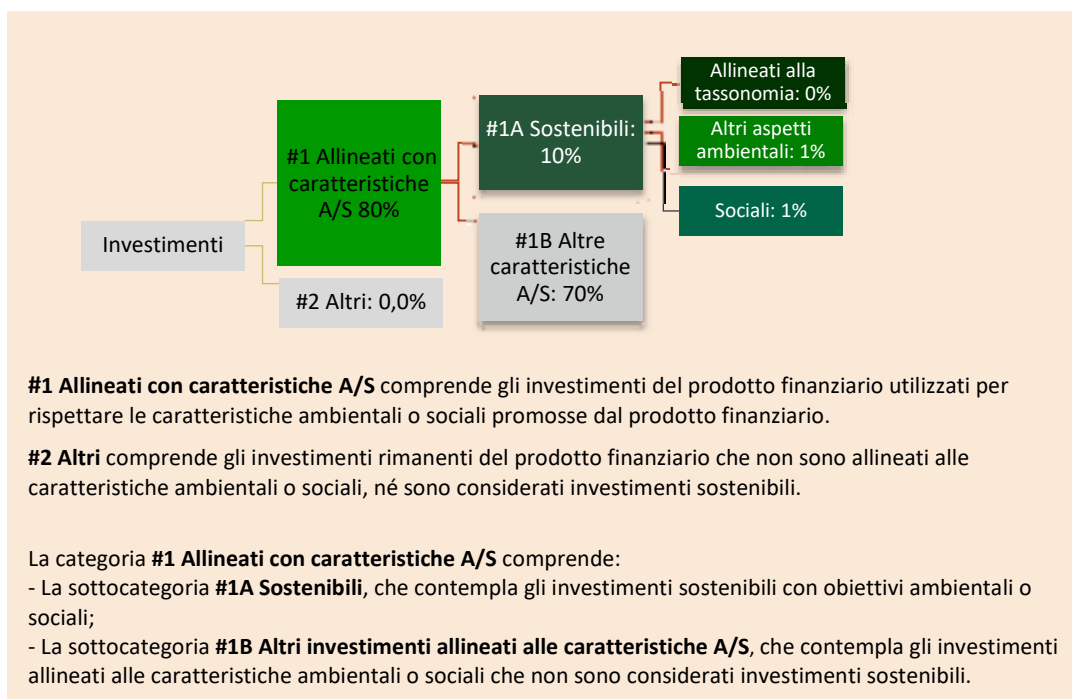 Allineati alla
tassonomia: 0%
#1A Sostenibili:
10%
Altri aspetti
ambientali: 1%
#1 Allineati con
caratteristiche
A/S 80%
Sociali: 1%
Investimenti
#1B Altre
caratteristiche
A/S: 70%
#2 Altri: 0,0%
#1 Allineati con caratteristiche A/S comprende gli investimenti del prodotto finanziario utilizzati per
rispettare le caratteristiche ambientali o sociali promosse dal prodotto finanziario.
#2 Altri comprende gli investimenti rimanenti del prodotto finanziario che non sono allineati alle
caratteristiche ambientali o sociali, né sono considerati investimenti sostenibili.
La categoria #1 Allineati con caratteristiche A/S comprende:
- La sottocategoria #1A Sostenibili, che contempla gli investimenti sostenibili con obiettivi ambientali o
sociali;
- La sottocategoria #1B Altri investimenti allineati alle caratteristiche A/S, che contempla gli investimenti
allineati alle caratteristiche ambientali o sociali che non sono considerati investimenti sostenibili.